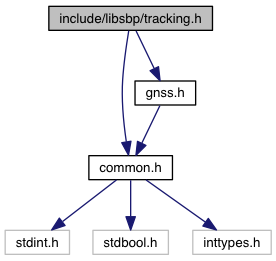 include/libsbp/tracking.h
gnss.h
common.h
stdint.h
stdbool.h
inttypes.h